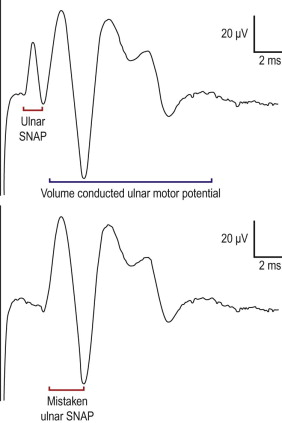 20 µV
2 ms
Ulnar
SNAP
Volume conducted ulnar motor potential
20 µV
2 ms
Mistaken
ulnar SNAP